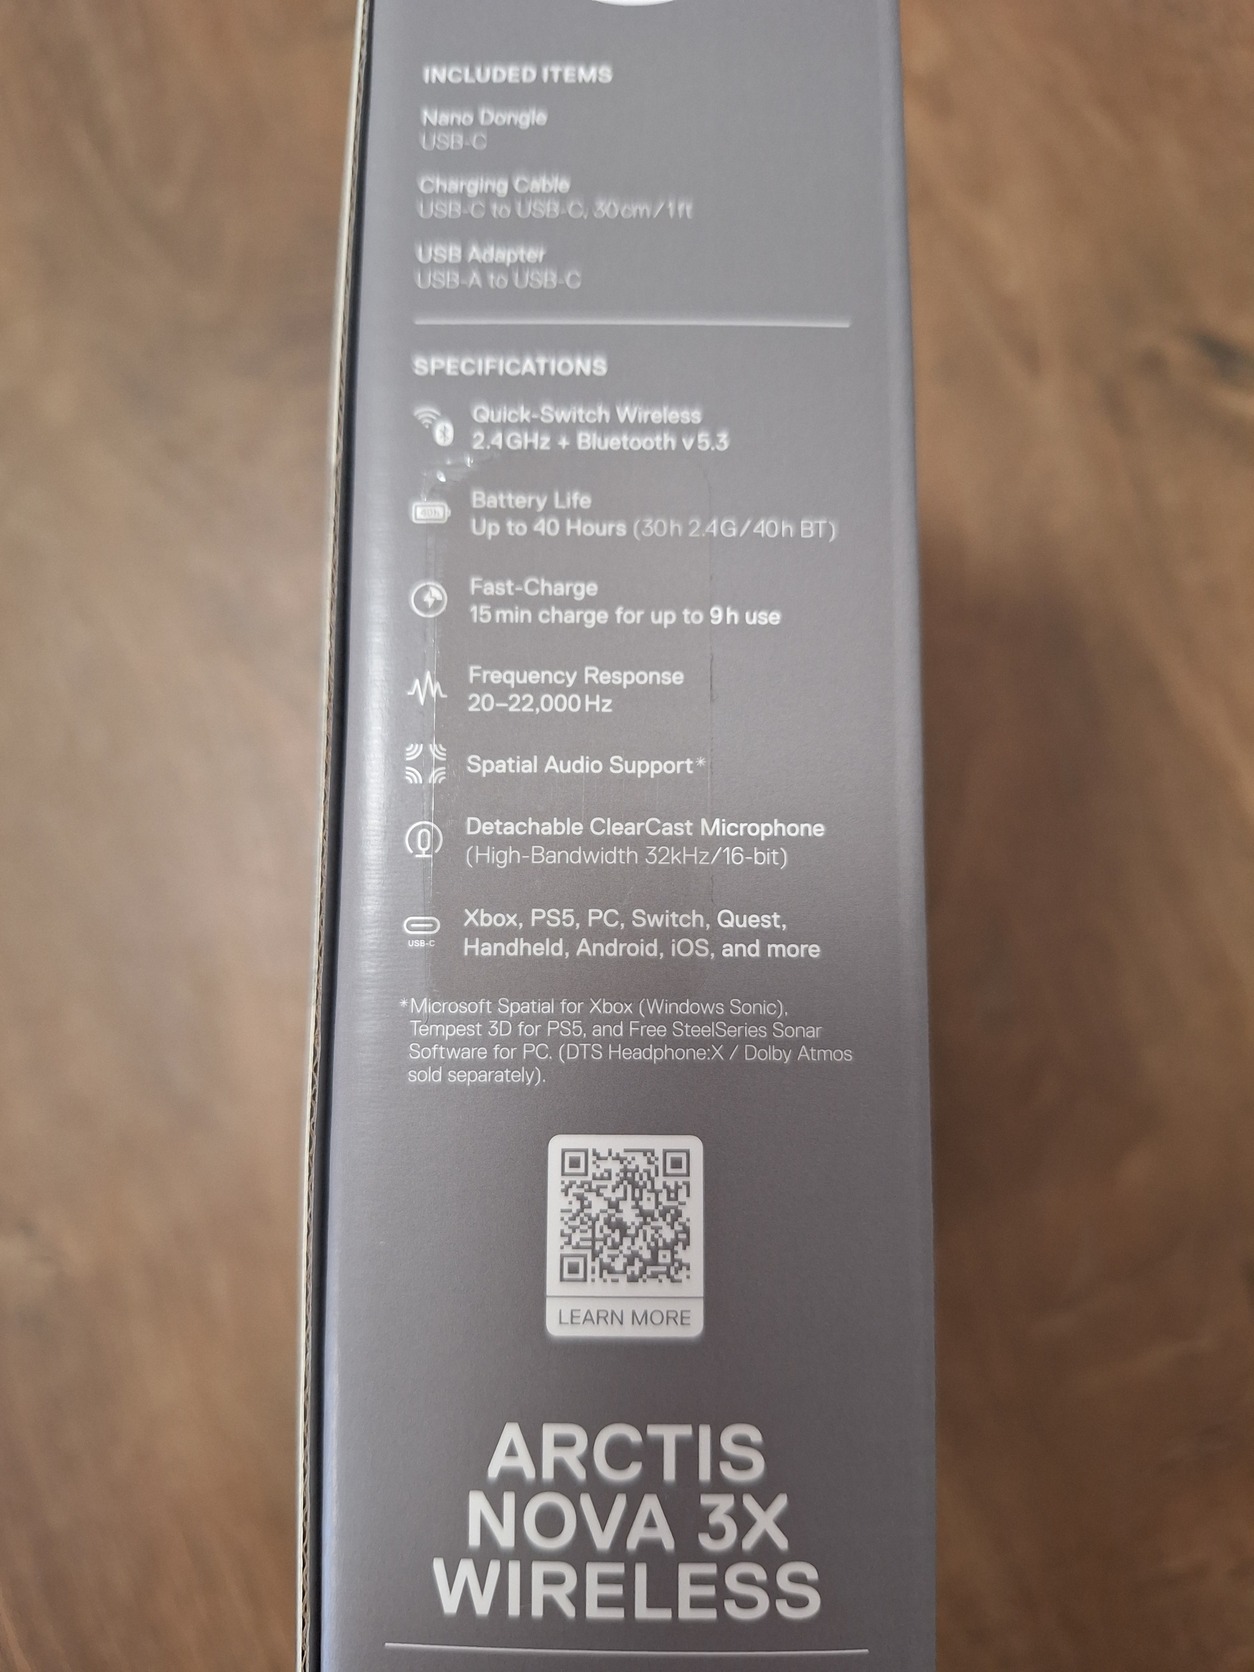 INCLUDED ITEMS
Nano Dongle
USB-C
Charging Cable
USB-C to USB-C, 30cm/1ft
USB Adapter
USB-A to USB-C
SPECIFICATIONS
Quick-Switch Wireless
2.4GHz + Bluetooth v5.3
40h
Battery Life
Up to 40 Hours (30h 2.4G/40h BT)
Fast-Charge
15min charge for up to 9h use
Frequency Response
20–22,000Hz
Spatial Audio Support*
Detachable ClearCast Microphone
(High-Bandwidth 32kHz/16-bit)
USB-C
Xbox, PS5, PC, Switch, Quest,
Handheld, Android, iOS, and more
*Microsoft Spatial for Xbox (Windows Sonic),
Tempest 3D for PS5, and Free SteelSeries Sonar
Software for PC. (DTS Headphone:X / Dolby Atmos
sold separately).
LEARN MORE
ARCTIS
NOVA 3X
WIRELESS